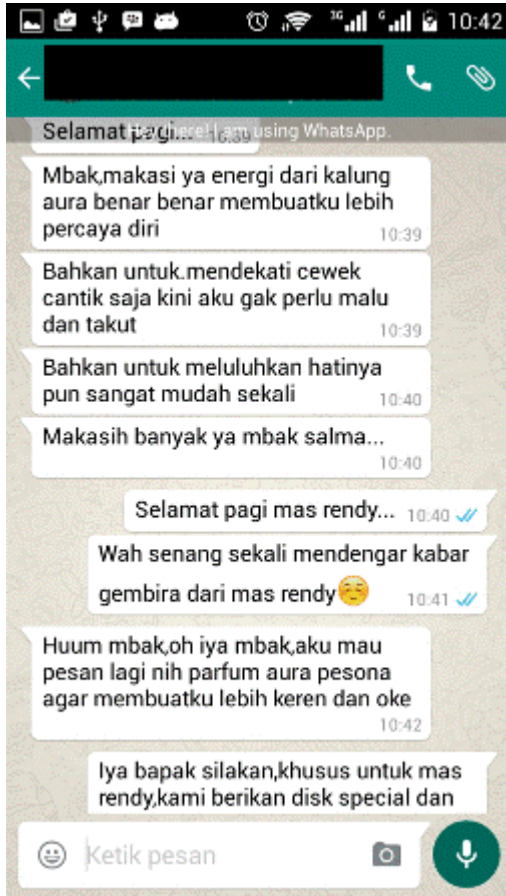 3G
G
10:42
Selamat pagi... 10:39
Hey there! I am using WhatsApp.
Mbak,makasi ya energi dari kalung
aura benar benar membuatku lebih
percaya diri
10:39
Bahkan untuk.mendekati cewek
cantik saja kini aku gak perlu malu
dan takut
10:39
Bahkan untuk meluluhkan hatinya
pun sangat mudah sekali
10:40
Makasih banyak ya mbak salma...
10:40
Selamat pagi mas rendy... 10:40
Wah senang sekali mendengar kabar
gembira dari mas rendy☺️ 10:41
Huum mbak,oh iya mbak,aku mau
pesan lagi nih parfum aura pesona
agar membuatku lebih keren dan oke
10:42
Iya bapak silakan,khusus untuk mas
rendy,kami berikan disk special dan
Ketik pesan